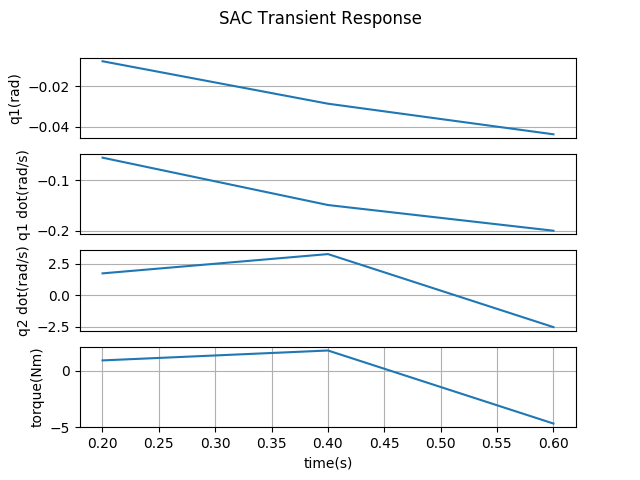 SAC Transient Response
q1(rad)
−0.02
−0.04
q1 dot(rad/s)
−0.1
−0.2
q2 dot(rad/s)
2.5
0.0
−2.5
torque(Nm)
0
−5
0.20 0.25 0.30 0.35 0.40 0.45 0.50 0.55 0.60
time(s)